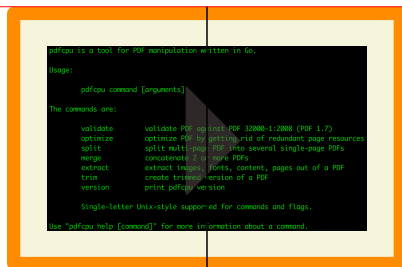 pdfcpu is a tool for PDF manipulation written in Go.
Usage:
pdfcpu command [arguments]
The commands are:
validate validate PDF against PDF 32000-1:2008 (PDF 1.7)
optimize optimize PDF by getting rid of redundant page resources
split split multi-page PDF into several single-page PDFs
merge concatenate 2 or more PDFs
extract extract images, fonts, content, pages out of a PDF
trim create trimmed version of a PDF
version print pdfcpu version
Single-letter Unix-style supported for commands and flags.
Use "pdfcpu help [command]" for more information about a command.